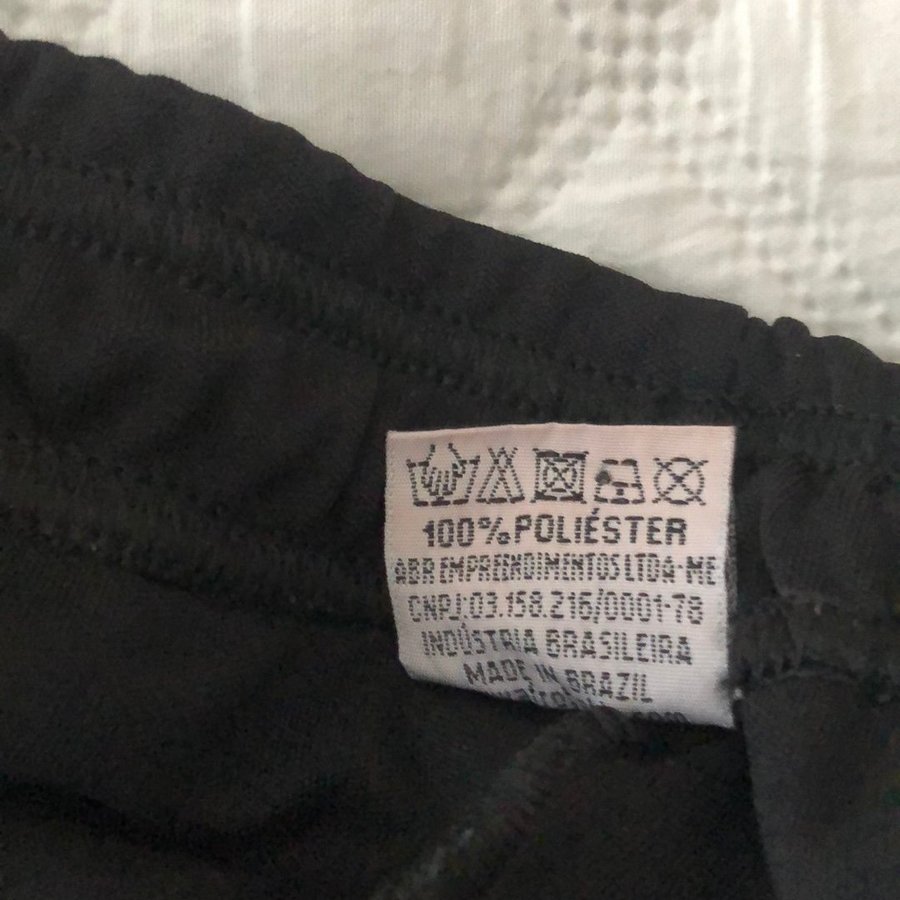 100% POLIÉSTER
ABR EMPREENDIMENTOS LTDA-ME
CNPJ:03.158.216/0001-78
INDÚSTRIA BRASILEIRA
MADE IN BRAZIL